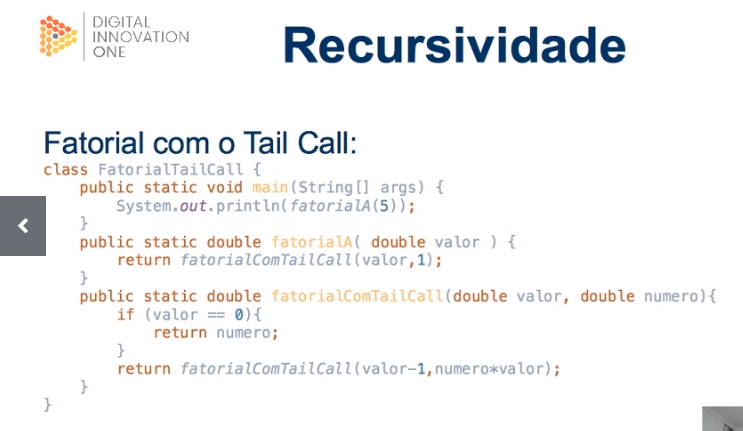 DIGITAL
INNOVATION
ONE
Recursividade
Fatorial com o Tail Call:
class FatorialTailCall {
    public static void main(String[] args) {
        System.out.println(fatorialA(5));
    }
    public static double fatorialA( double valor ) {
        return fatorialComTailCall(valor,1);
    }
    public static double fatorialComTailCall(double valor, double numero){
        if (valor == 0){
            return numero;
        }
        return fatorialComTailCall(valor-1,numero*valor);
    }
}